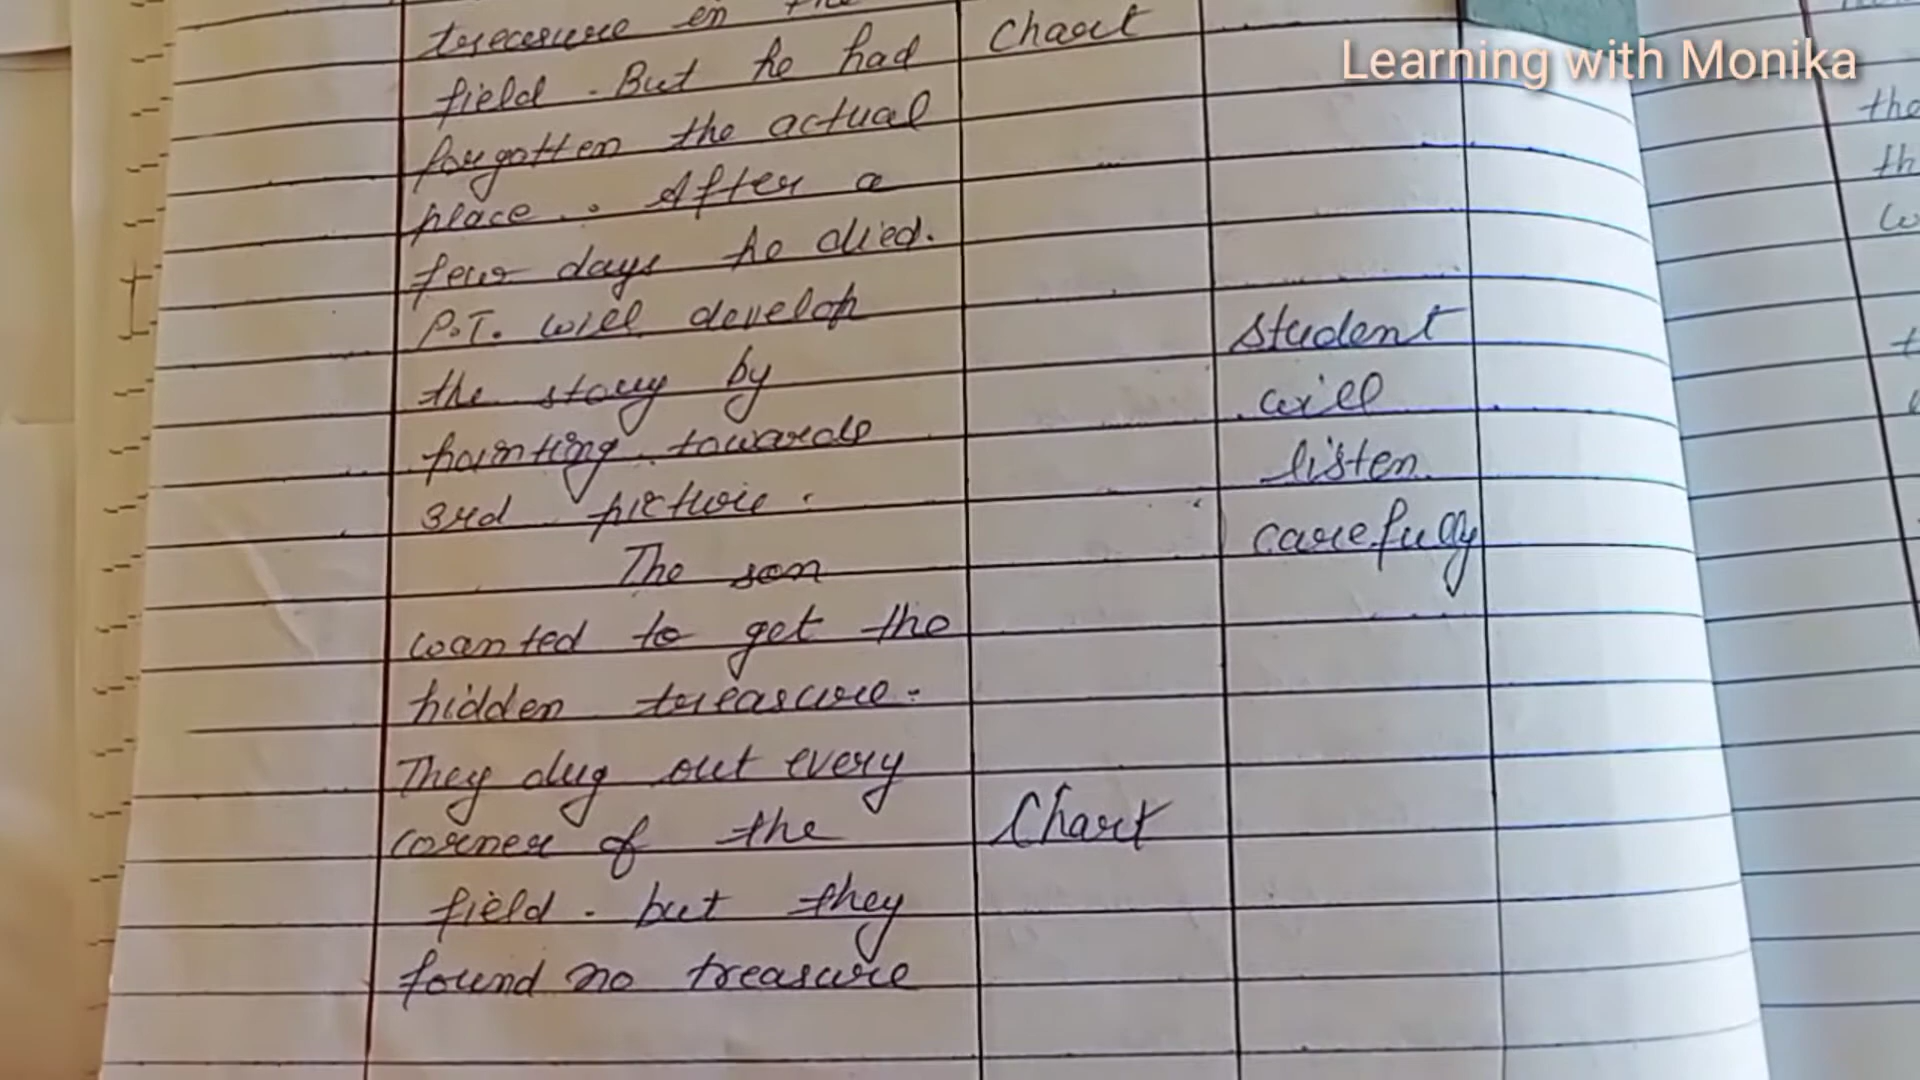 treasure in the
field. But he had
forgotten the actual
place. After a
few days he died.
P.T. will develop
the story by
pointing towards
3rd picture.
The son
wanted to get the
hidden treasure.
They dug out every
corner of the
field. but they
found no treasure
Chart
Chart
Student
will
listen
carefully
Learning with Monika
the
th